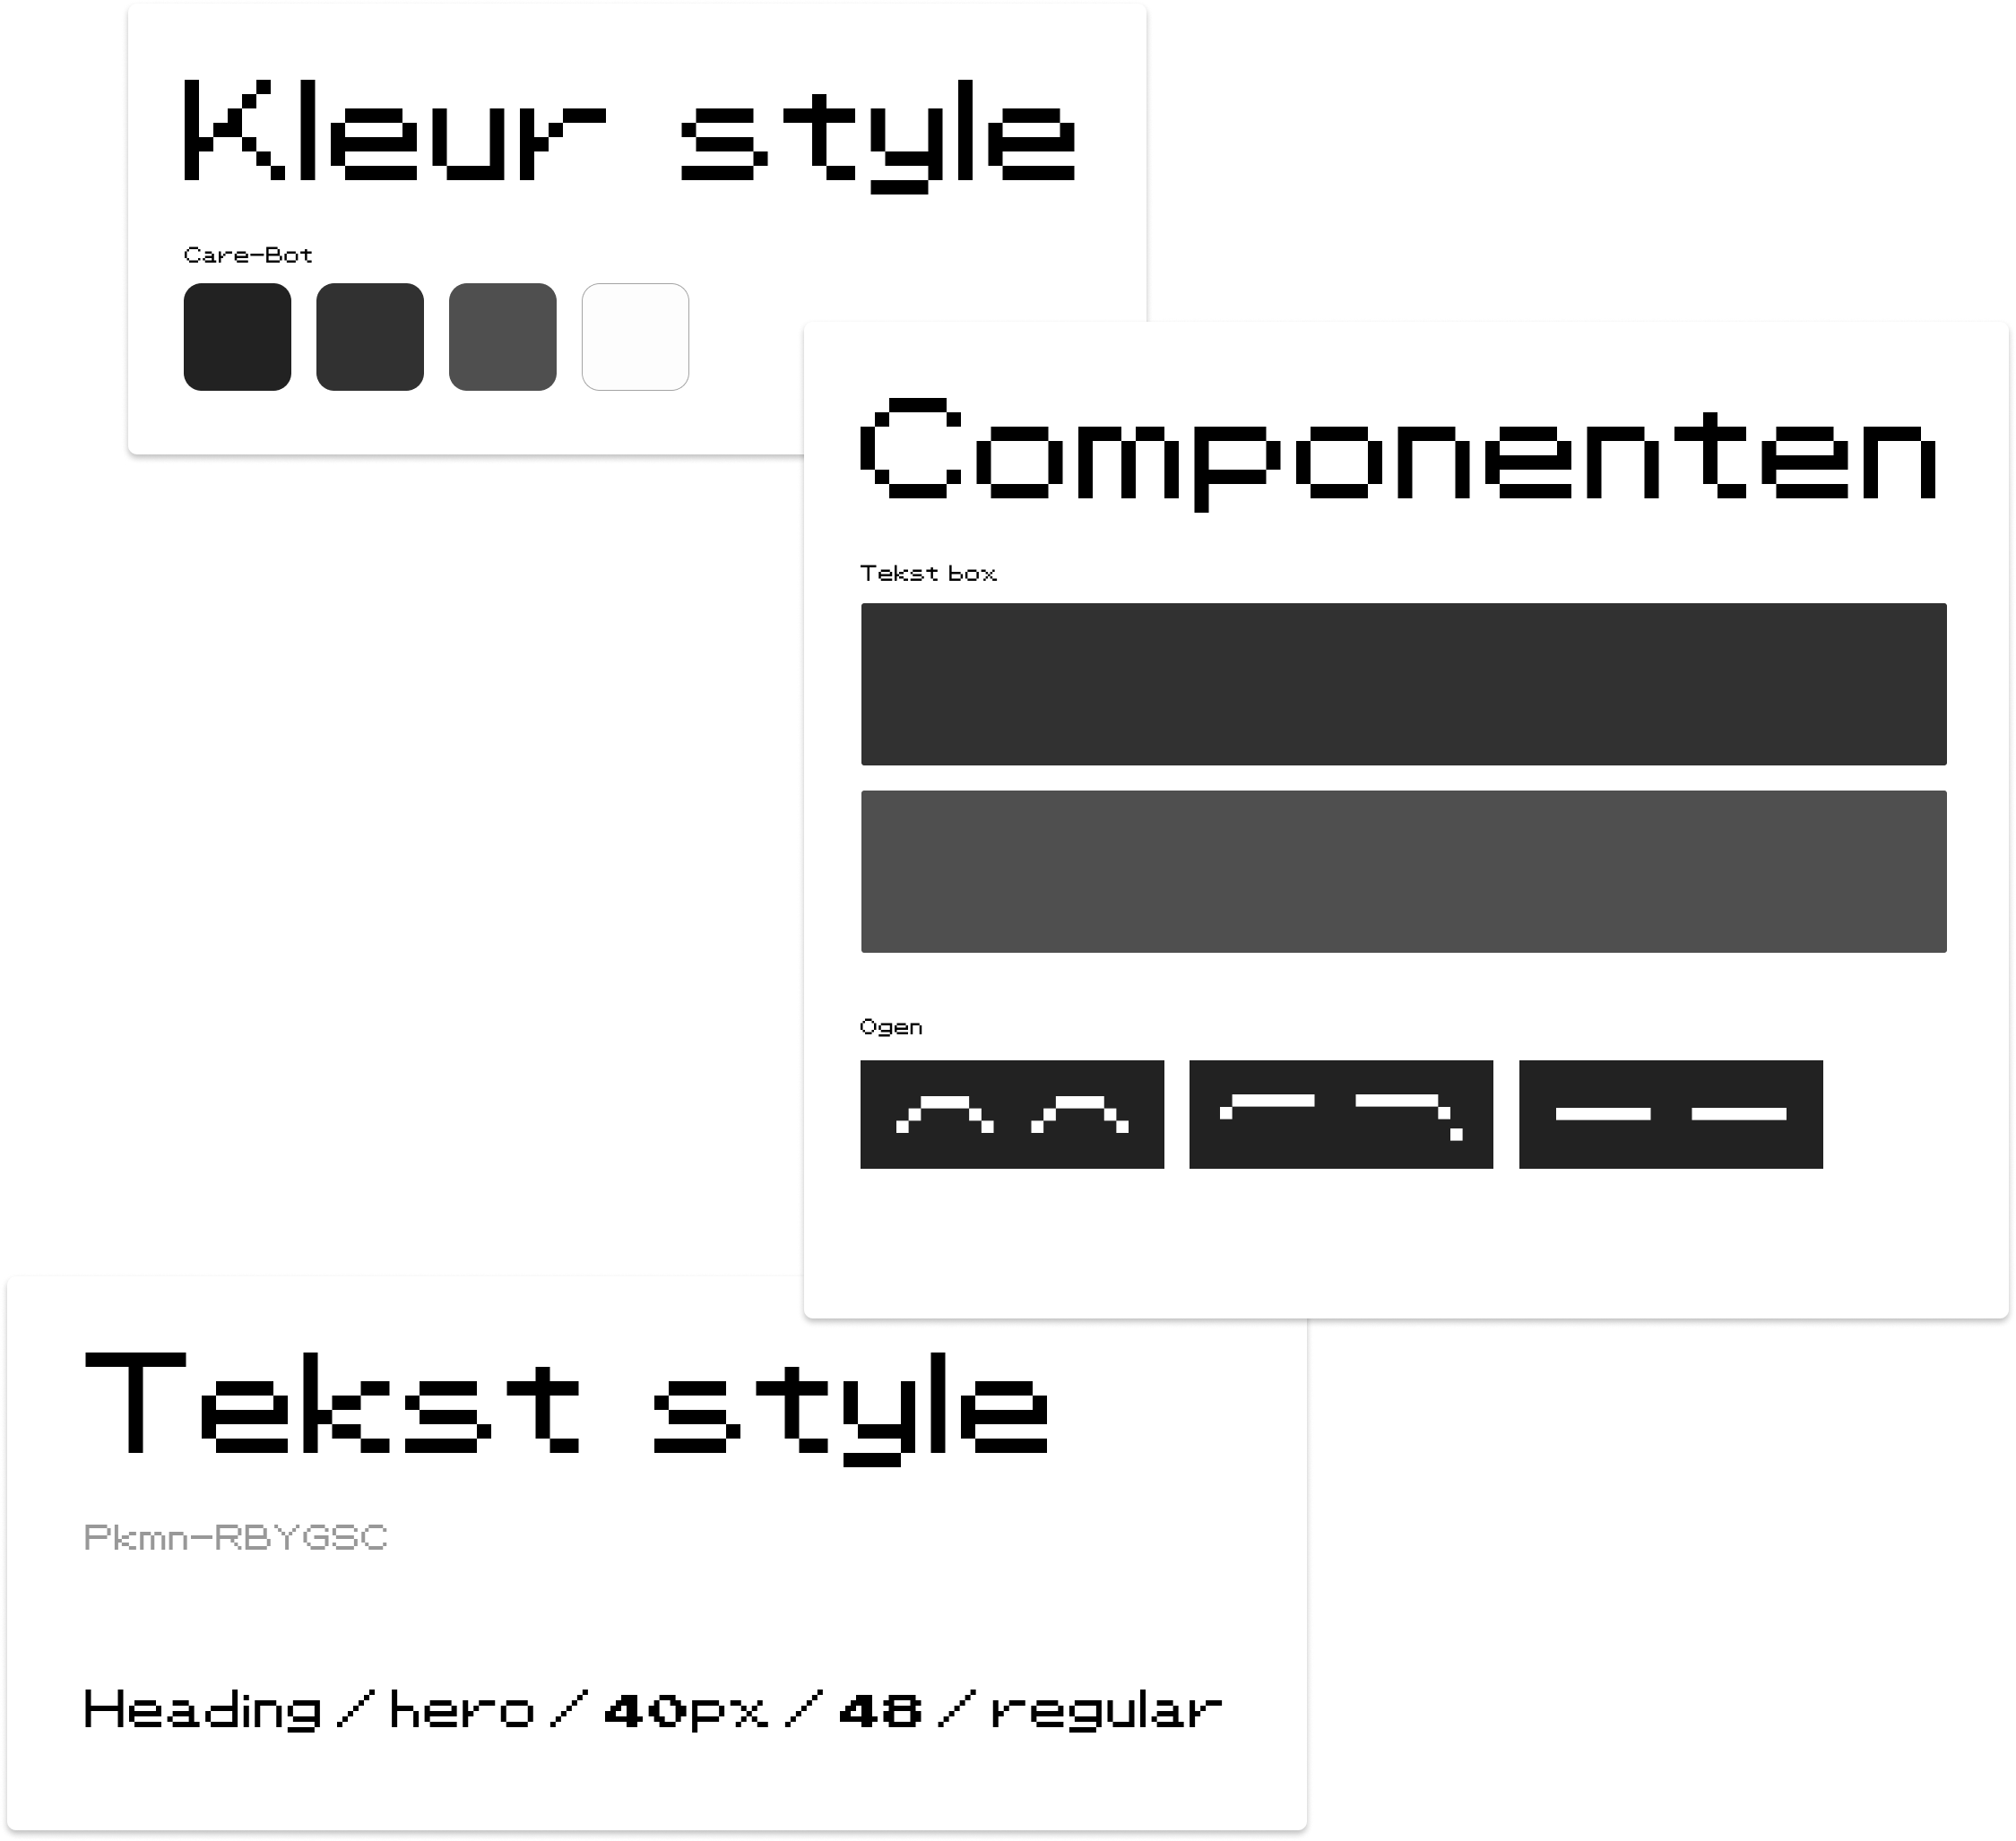 Kleur style
Care-Bot
Componenten
Tekst box
Ogen
Tekst style
Pkmn-RBYGSC
Heading / hero / 40px / 48 / regular